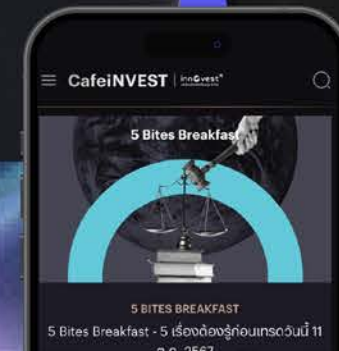 CafeiNVEST | innovest
5 Bites Breakfast
5 BITES BREAKFAST
5 Bites Breakfast - 5 เรื่องต้องรู้ก่อนเทรดวันนี้ 11
2567